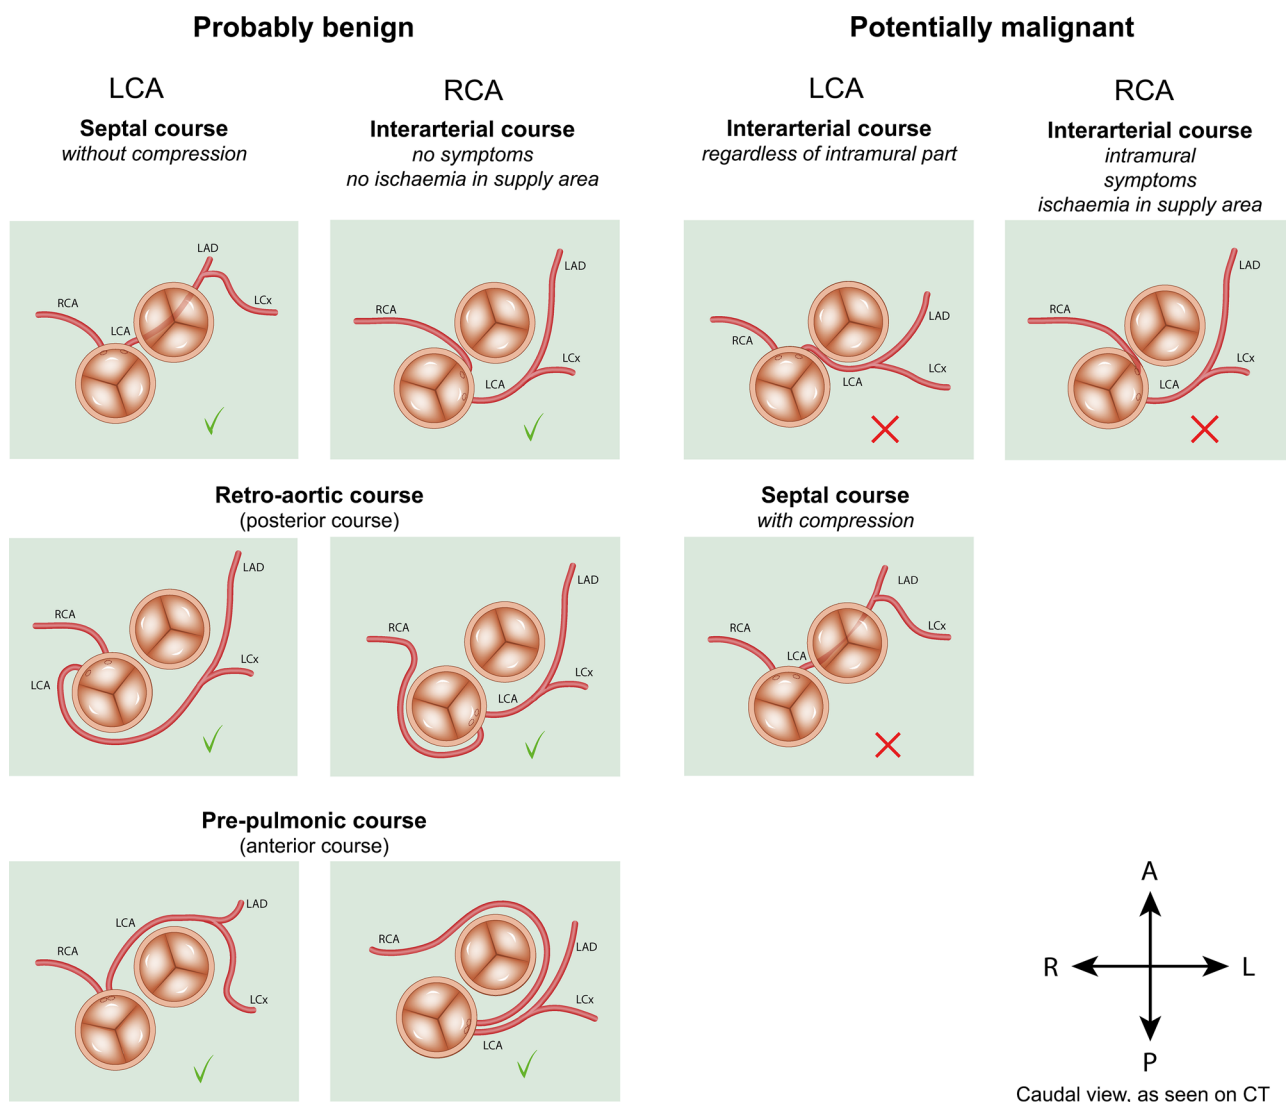 Probably benign
Potentially malignant
LCA
RCA
LCA
RCA
Septal course
without compression
Interarterial course
no symptoms
no ischaemia in supply area
Interarterial course
regardless of intramural part
Interarterial course
intramural
symptoms
ischaemia in supply area
LAD
RCA
LCx
LCA
LAD
RCA
LCx
LCA
LAD
RCA
LCx
LCA
LAD
RCA
LCx
LCA
Retro-aortic course
(posterior course)
Septal course
with compression
LAD
RCA
LCx
LCA
LAD
RCA
LCx
LCA
LAD
RCA
LCx
LCA
Pre-pulmonic course
(anterior course)
LAD
LCA
RCA
LCx
RCA
LAD
LCx
LCA
A
R
L
P
Caudal view, as seen on CT